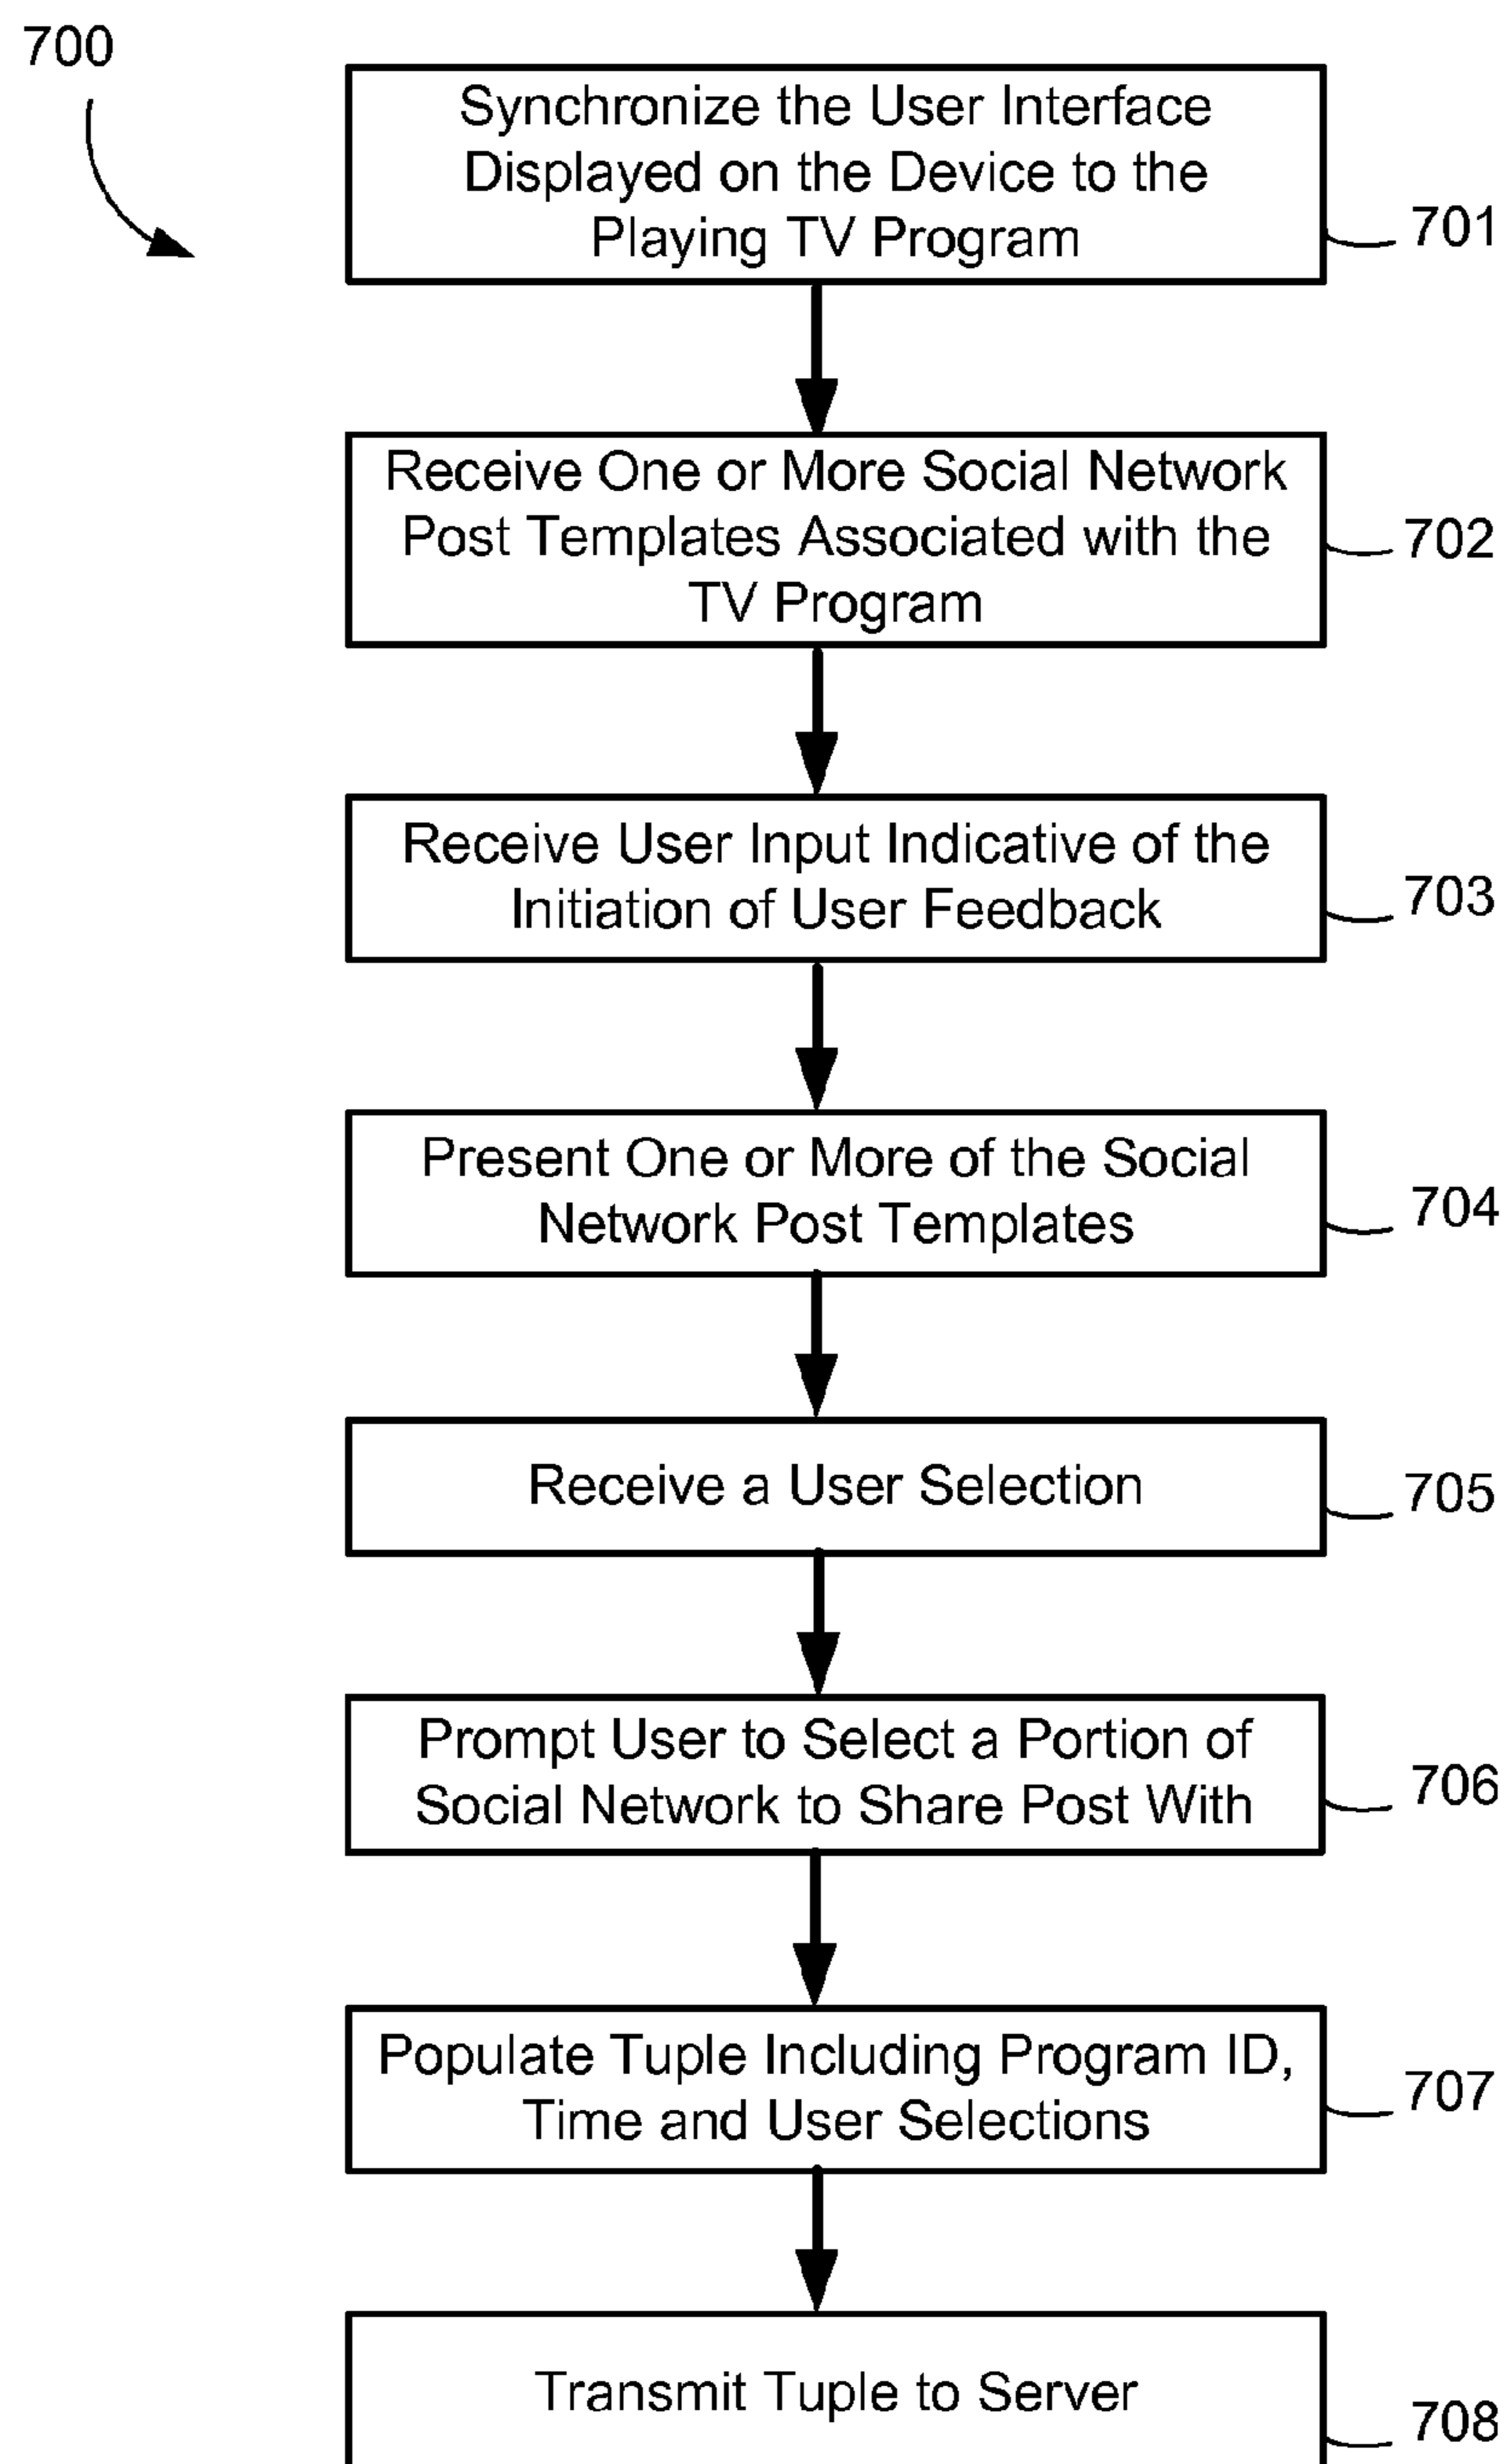 700
Synchronize the User Interface
Displayed on the Device to the
Playing TV Program
701
Receive One or More Social Network
Post Templates Associated with the
TV Program
702
Receive User Input Indicative of the
Initiation of User Feedback
703
Present One or More of the Social
Network Post Templates
704
Receive a User Selection
705
Prompt User to Select a Portion of
Social Network to Share Post With
706
Populate Tuple Including Program ID,
Time and User Selections
707
Transmit Tuple to Server
708